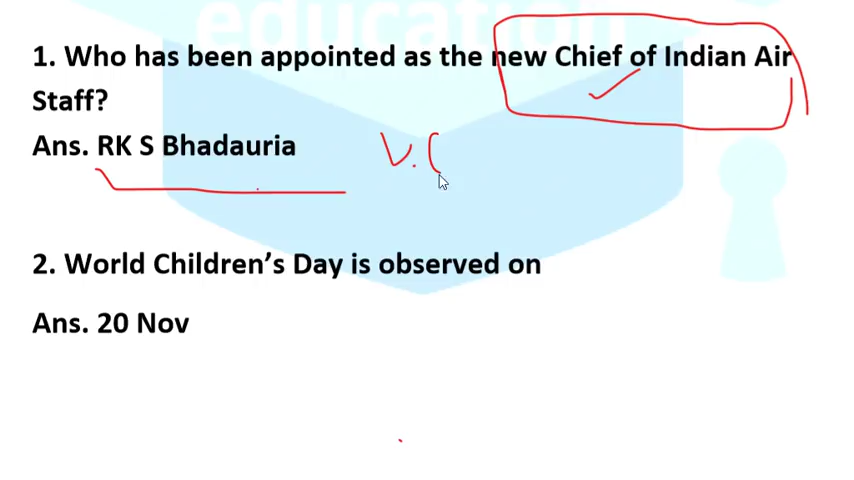 education
1. Who has been appointed as the new Chief of Indian Air
Staff?
Ans. RK S Bhadauria
V. (
2. World Children’s Day is observed on
Ans. 20 Nov